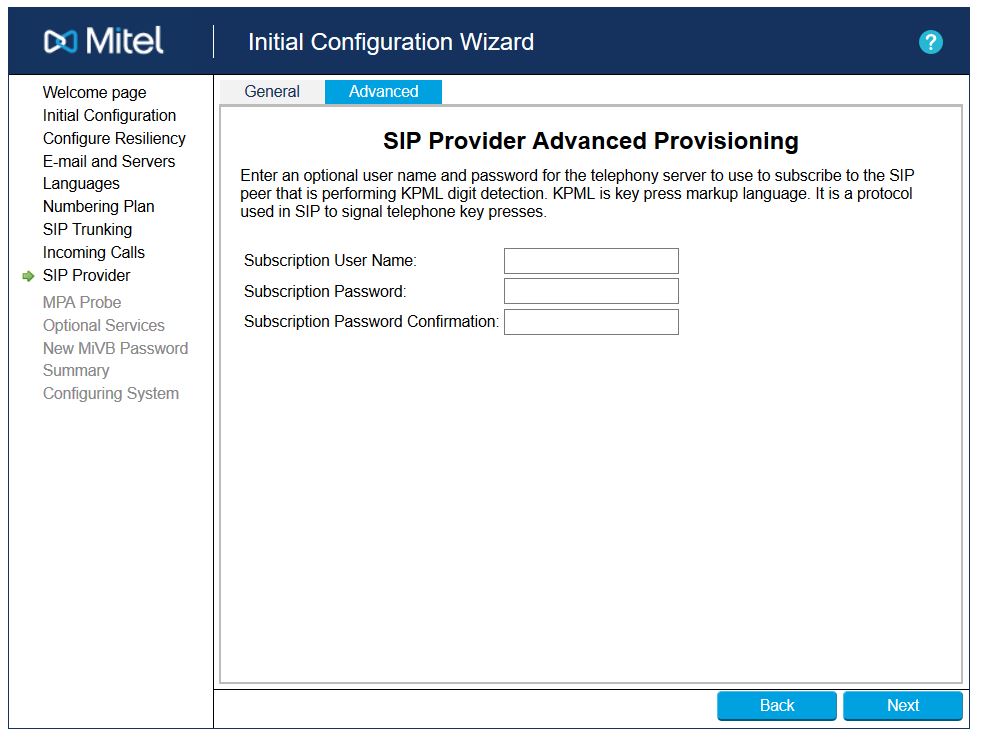 Mitel
Initial Configuration Wizard
?
Welcome page
Initial Configuration
Configure Resiliency
E-mail and Servers
Languages
Numbering Plan
SIP Trunking
Incoming Calls
SIP Provider
MPA Probe
Optional Services
New MiVB Password
Summary
Configuring System
General
Advanced
SIP Provider Advanced Provisioning
Enter an optional user name and password for the telephony server to use to subscribe to the SIP
peer that is performing KPML digit detection. KPML is key press markup language. It is a protocol
used in SIP to signal telephone key presses.
Subscription User Name:
Subscription Password:
Subscription Password Confirmation:
Back
Next